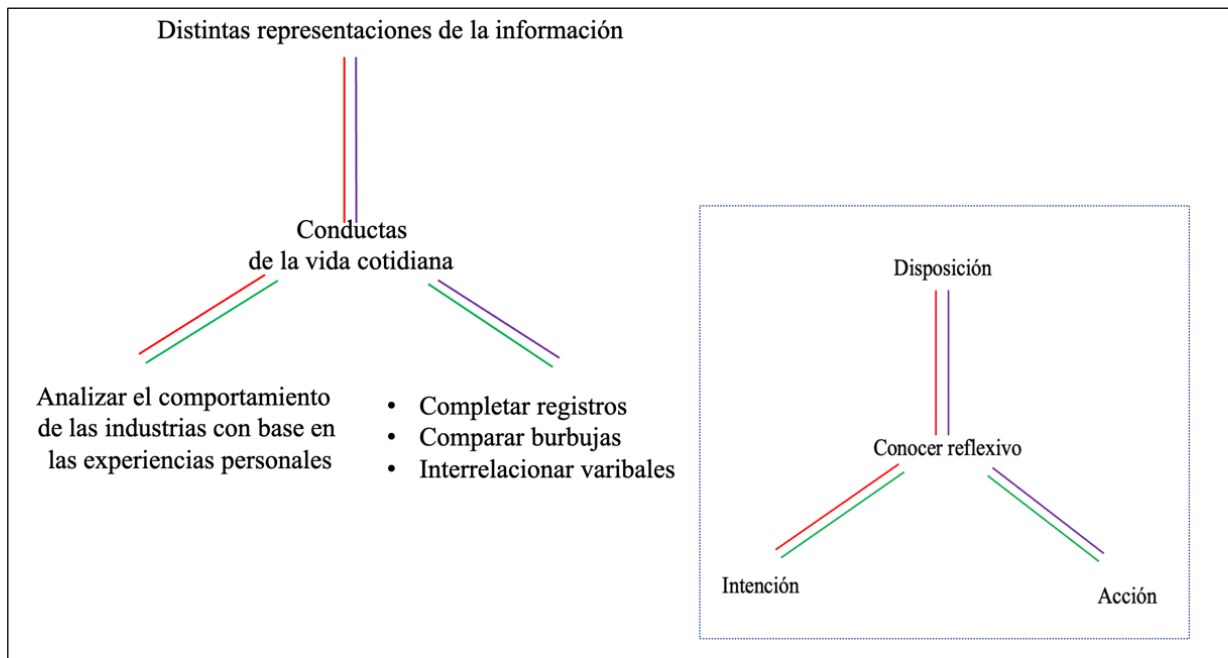 Distintas representaciones de la información
Conductas
de la vida cotidiana
Analizar el comportamiento
de las industrias con base en
las experiencias personales
• Completar registros
• Comparar burbujas
• Interrelacionar varibales
Disposición
Conocer reflexivo
Intención
Acción